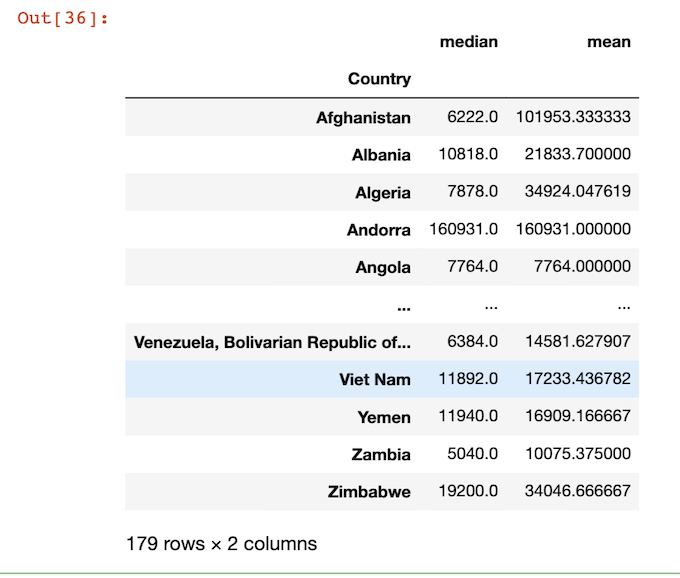 Out[36]:
median mean
Country
Afghanistan 6222.0 101953.333333
Albania 10818.0 21833.700000
Algeria 7878.0 34924.047619
Andorra 160931.0 160931.000000
Angola 7764.0 7764.000000
... ... ...
Venezuela, Bolivarian Republic of... 6384.0 14581.627907
Viet Nam 11892.0 17233.436782
Yemen 11940.0 16909.166667
Zambia 5040.0 10075.375000
Zimbabwe 19200.0 34046.666667
179 rows × 2 columns